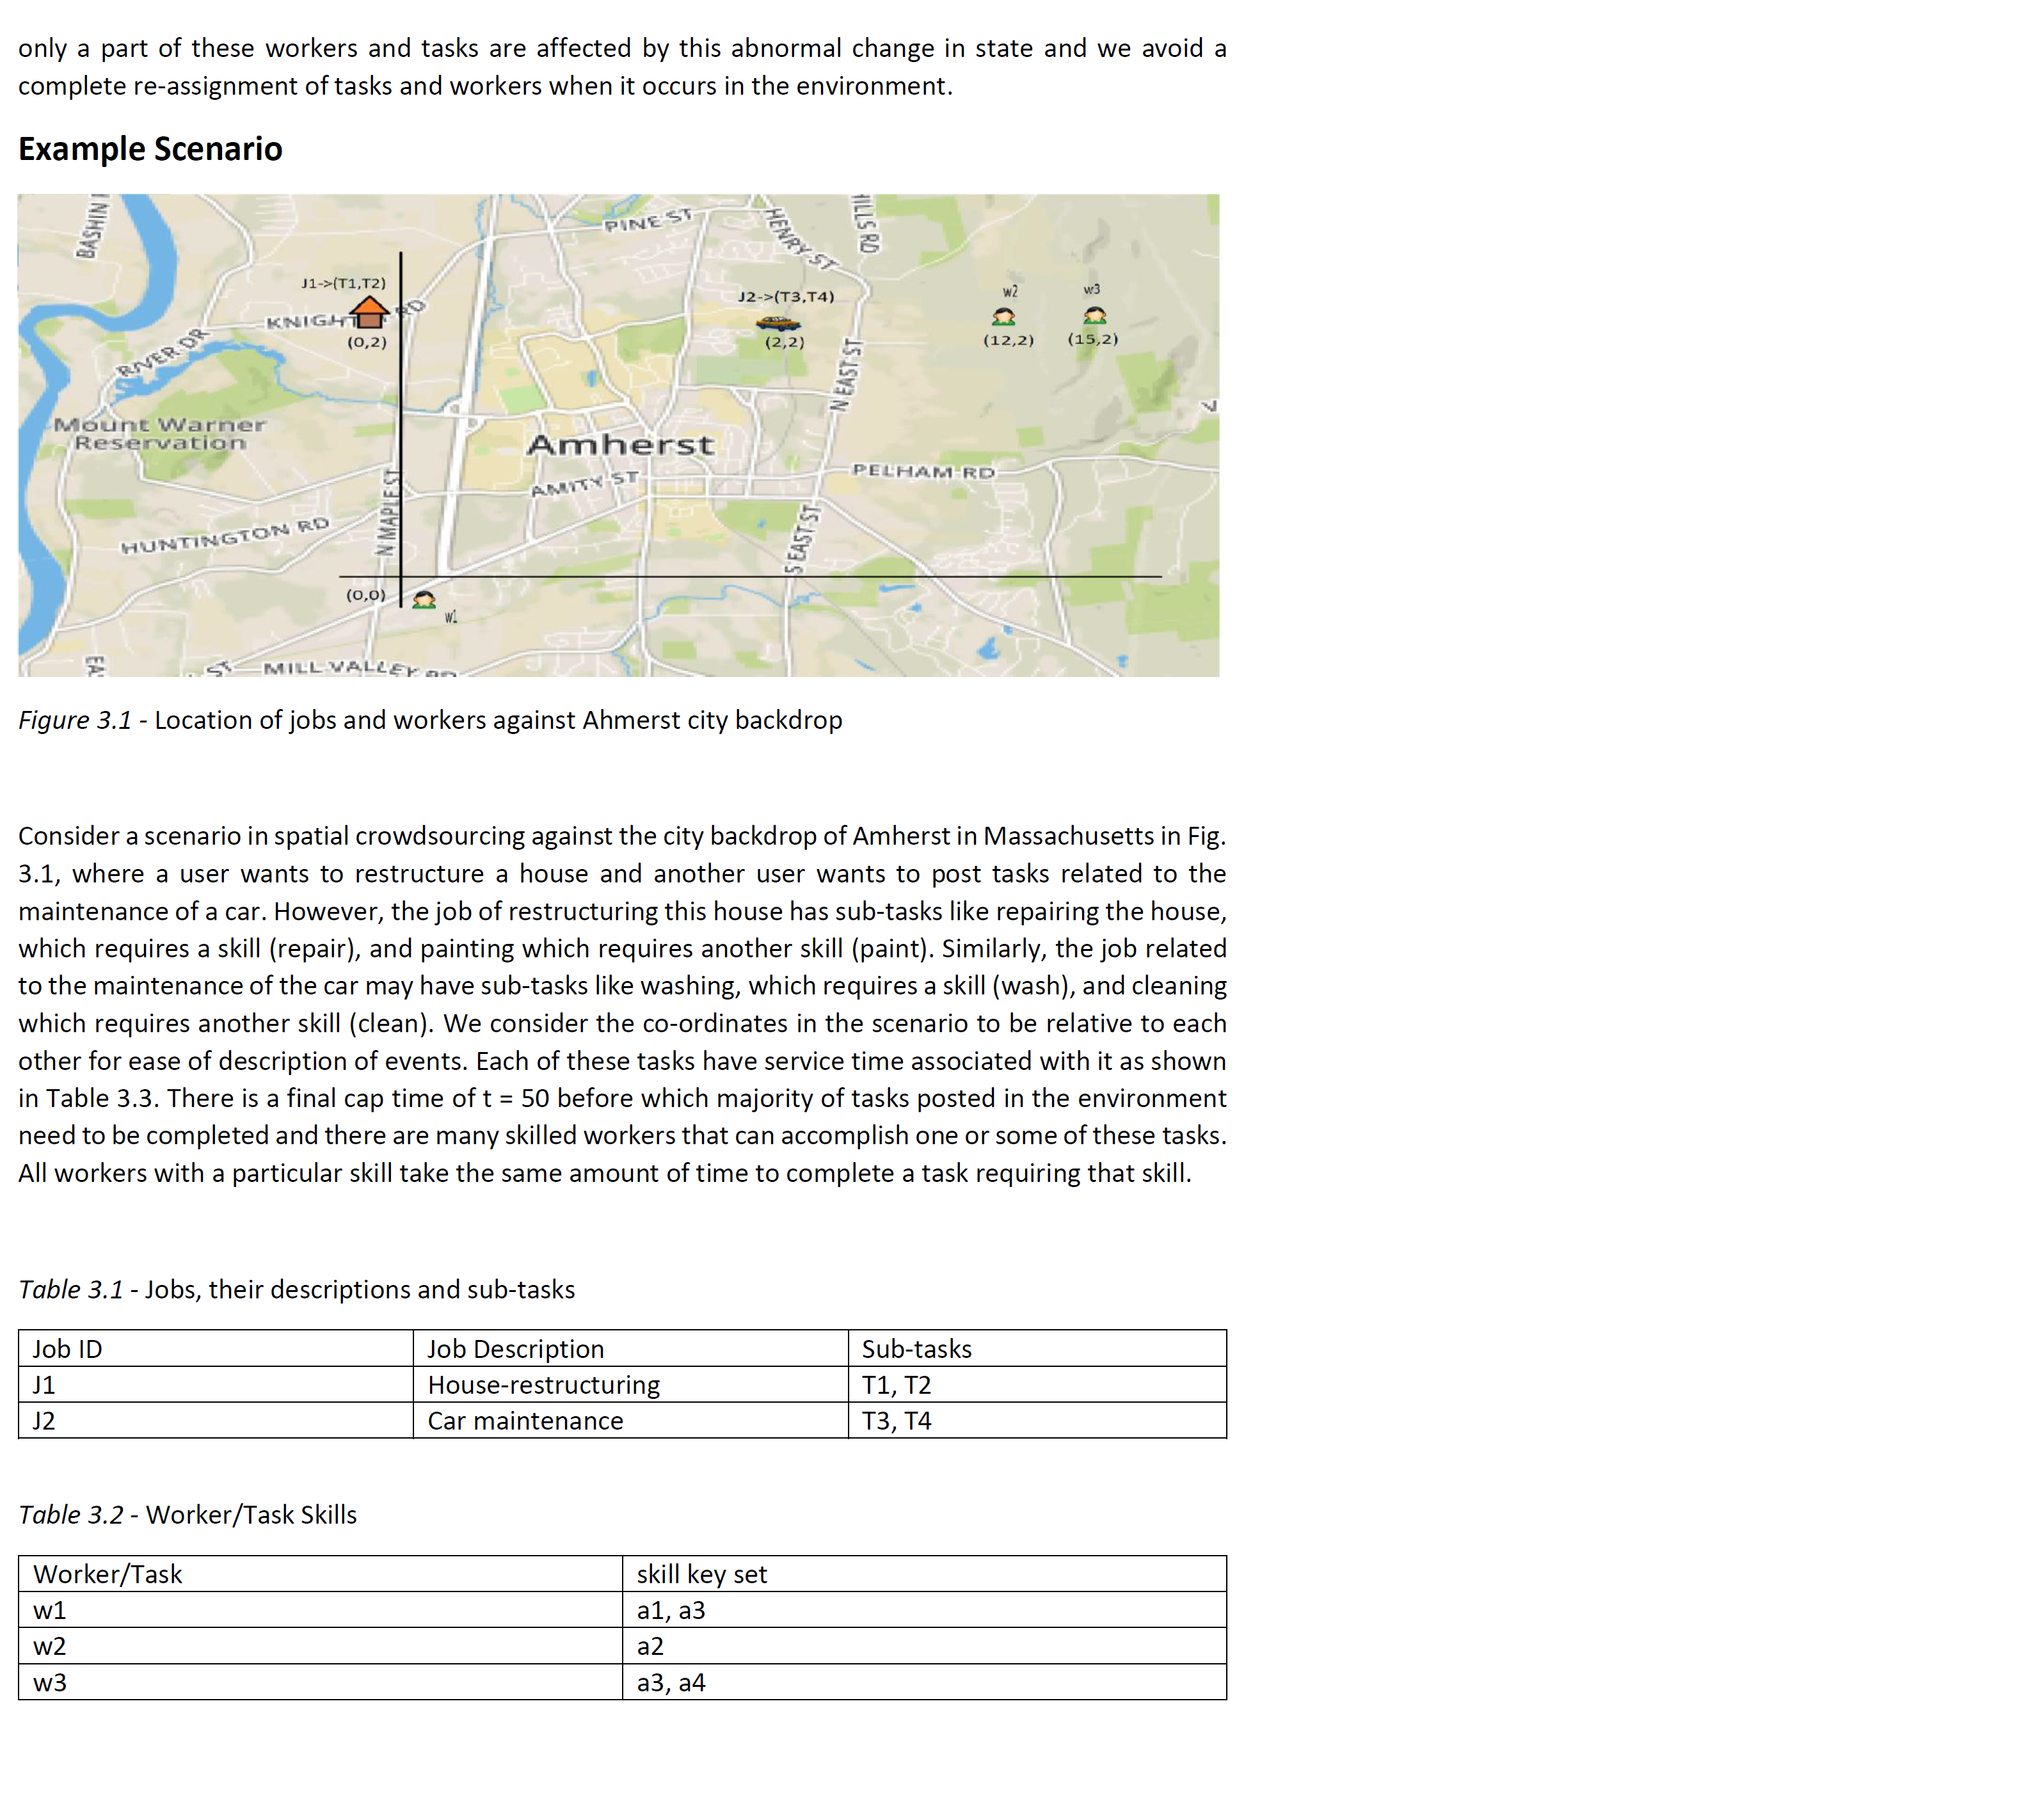 only a part of these workers and tasks are affected by this abnormal change in state and we avoid a
complete re-assignment of tasks and workers when it occurs in the environment.
Example Scenario
BASHIN
PINE ST
HENRY ST
HILLS RD
J1->(T1,T2)
J2->(T3,T4)
w2
w3
KNIGHT RD
(0,2)
(2,2)
(12,2)
(15,2)
RIVER DR
N EAST ST
Mount Warner
Reservation
Amherst
PELHAM RD
AMITY ST
N MAPLE ST
HUNTINGTON RD
S EAST ST
(0,0)
w1
EA
ST
MILL VALLEY RD
Figure 3.1 - Location of jobs and workers against Ahmerst city backdrop
Consider a scenario in spatial crowdsourcing against the city backdrop of Amherst in Massachusetts in Fig.
3.1, where a user wants to restructure a house and another user wants to post tasks related to the
maintenance of a car. However, the job of restructuring this house has sub-tasks like repairing the house,
which requires a skill (repair), and painting which requires another skill (paint). Similarly, the job related
to the maintenance of the car may have sub-tasks like washing, which requires a skill (wash), and cleaning
which requires another skill (clean). We consider the co-ordinates in the scenario to be relative to each
other for ease of description of events. Each of these tasks have service time associated with it as shown
in Table 3.3. There is a final cap time of t = 50 before which majority of tasks posted in the environment
need to be completed and there are many skilled workers that can accomplish one or some of these tasks.
All workers with a particular skill take the same amount of time to complete a task requiring that skill.
Table 3.1 - Jobs, their descriptions and sub-tasks
Job ID Job Description Sub-tasks
J1 House-restructuring T1, T2
J2 Car maintenance T3, T4
Table 3.2 - Worker/Task Skills
Worker/Task skill key set
w1 a1, a3
w2 a2
w3 a3, a4